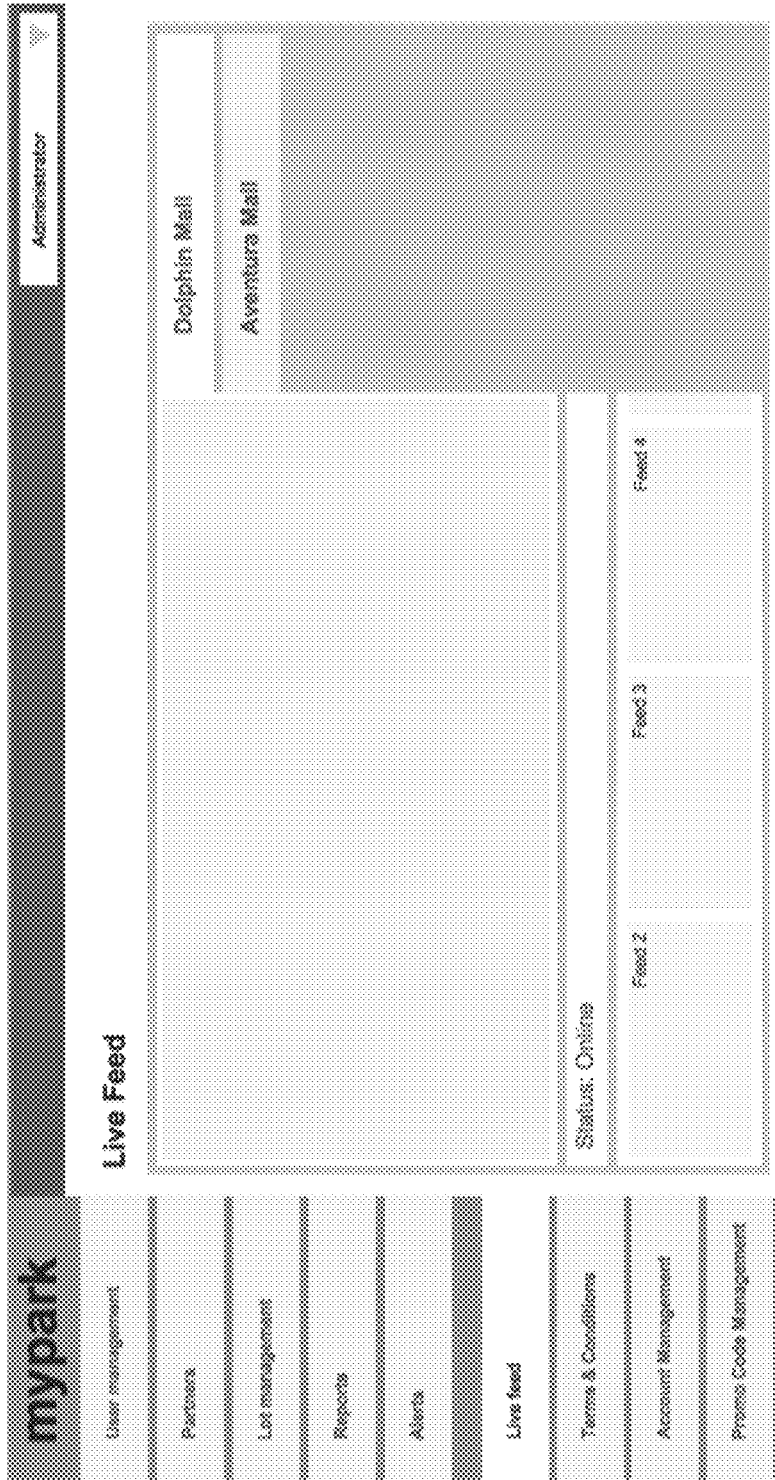 mypark
Administrator
User management
Partners
Lot management
Reports
Alerts
Live feed
Terms & Conditions
Account Management
Promo Code Management
Live Feed
Dolphin Mall
Aventura Mall
Status: Online
Feed 2
Feed 3
Feed 4